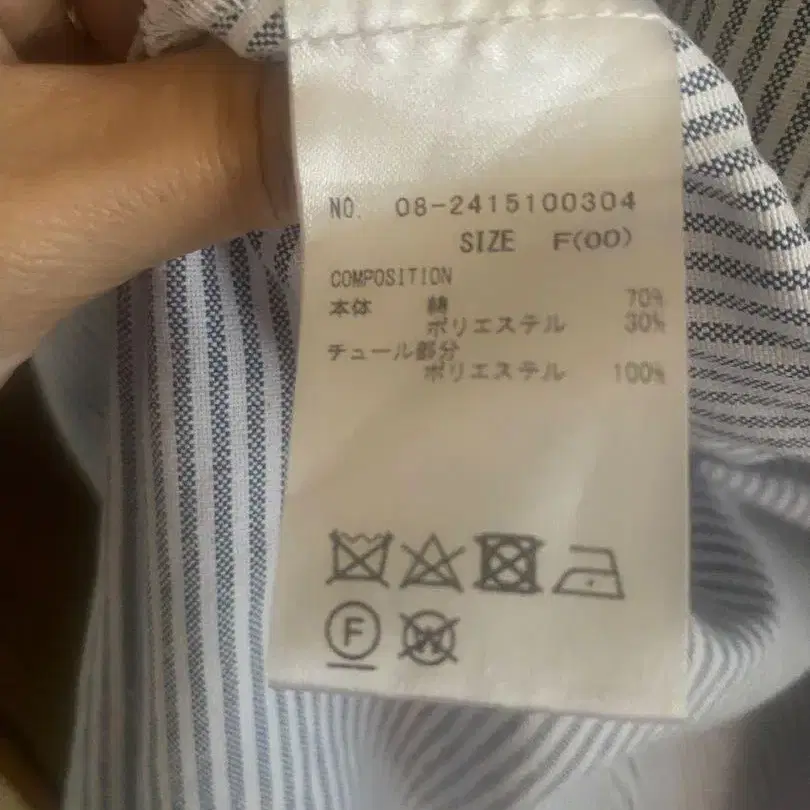 NO. 08-2415100304
SIZE F(00)
COMPOSITION
本体 綿 70%
ポリエステル 30%
チュール部分
ポリエステル 100%
F
W